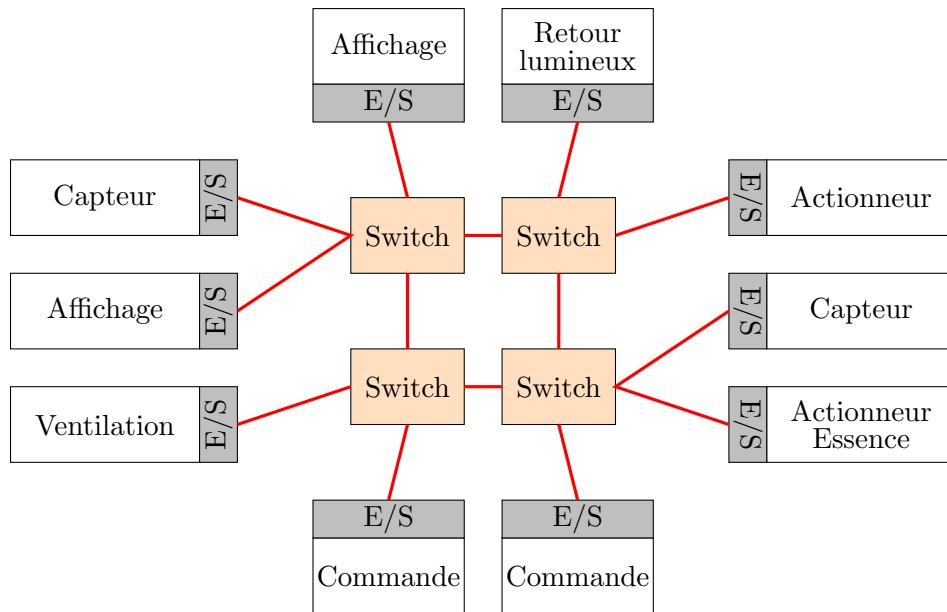 Affichage
E/S
Retour
lumineux
E/S
Capteur
E/S
Affichage
E/S
Ventilation
E/S
Switch
Switch
Switch
Switch
E/S
Actionneur
E/S
Capteur
E/S
Actionneur
Essence
E/S
Commande
E/S
Commande